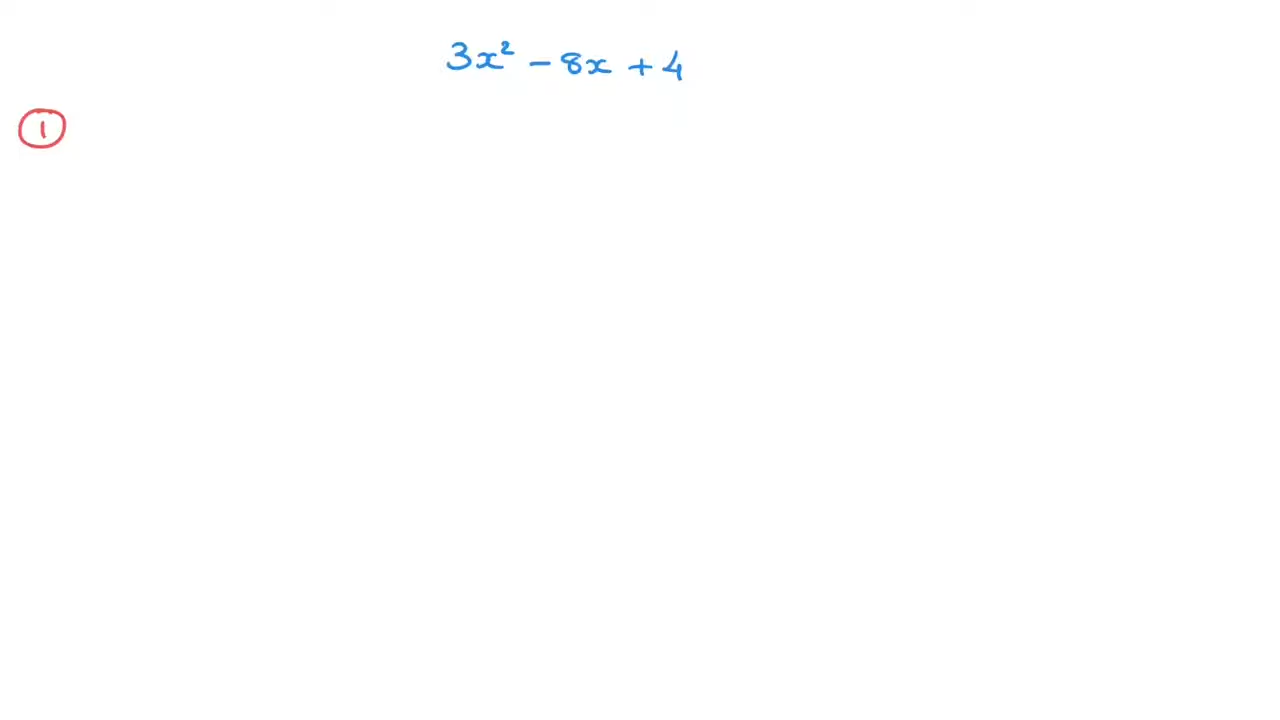 3x² - 8x + 4
①